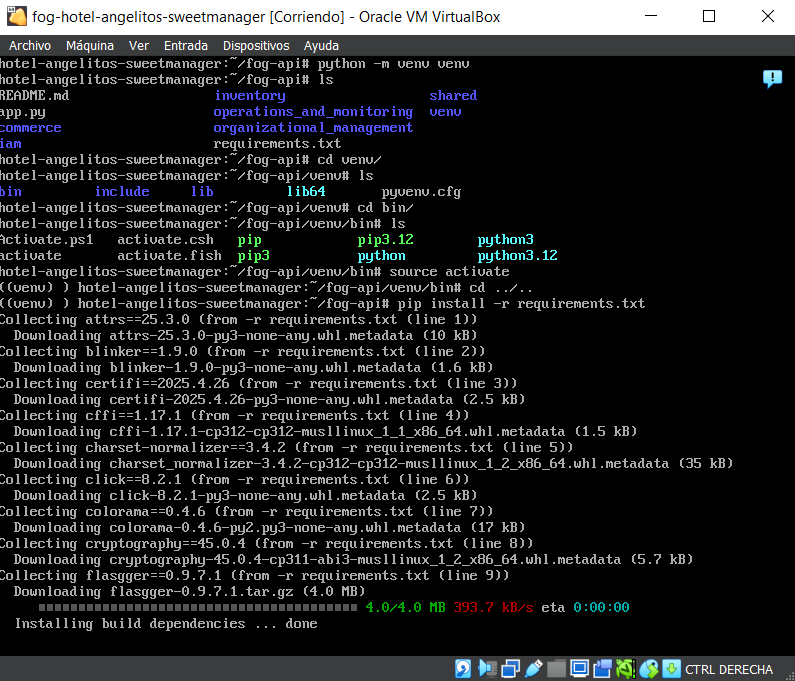 fog-hotel-angelitos-sweetmanager [Corriendo] - Oracle VM VirtualBox
Archivo Máquina Ver Entrada Dispositivos Ayuda
hotel-angelitos-sweetmanager:~/fog-api# python -m venv venv
hotel-angelitos-sweetmanager:~/fog-api# ls
README.md inventory shared
app.py operations_and_monitoring venv
commerce organizational_management
iam requirements.txt
hotel-angelitos-sweetmanager:~/fog-api# cd venv/
hotel-angelitos-sweetmanager:~/fog-api/venv# ls
bin include lib lib64 pyvenv.cfg
hotel-angelitos-sweetmanager:~/fog-api/venv# cd bin/
hotel-angelitos-sweetmanager:~/fog-api/venv/bin# ls
Activate.ps1 activate.csh pip pip3.12 python3
activate activate.fish pip3 python python3.12
hotel-angelitos-sweetmanager:~/fog-api/venv/bin# source activate
((venv) ) hotel-angelitos-sweetmanager:~/fog-api/venv/bin# cd ../..
((venv) ) hotel-angelitos-sweetmanager:~/fog-api# pip install -r requirements.txt
Collecting attrs==25.3.0 (from -r requirements.txt (line 1))
Downloading attrs-25.3.0-py3-none-any.whl.metadata (10 kB)
Collecting blinker==1.9.0 (from -r requirements.txt (line 2))
Downloading blinker-1.9.0-py3-none-any.whl.metadata (1.6 kB)
Collecting certifi==2025.4.26 (from -r requirements.txt (line 3))
Downloading certifi-2025.4.26-py3-none-any.whl.metadata (2.5 kB)
Collecting cffi==1.17.1 (from -r requirements.txt (line 4))
Downloading cffi-1.17.1-cp312-cp312-musllinux_1_1_x86_64.whl.metadata (1.5 kB)
Collecting charset-normalizer==3.4.2 (from -r requirements.txt (line 5))
Downloading charset_normalizer-3.4.2-cp312-cp312-musllinux_1_2_x86_64.whl.metadata (35 kB)
Collecting click==8.2.1 (from -r requirements.txt (line 6))
Downloading click-8.2.1-py3-none-any.whl.metadata (2.5 kB)
Collecting colorama==0.4.6 (from -r requirements.txt (line 7))
Downloading colorama-0.4.6-py2.py3-none-any.whl.metadata (17 kB)
Collecting cryptography==45.0.4 (from -r requirements.txt (line 8))
Downloading cryptography-45.0.4-cp311-abi3-musllinux_1_2_x86_64.whl.metadata (5.7 kB)
Collecting flasgger==0.9.7.1 (from -r requirements.txt (line 9))
Downloading flasgger-0.9.7.1.tar.gz (4.0 MB)
4.0/4.0 MB 393.7 kB/s eta 0:00:00
Installing build dependencies ... done
CTRL DERECHA